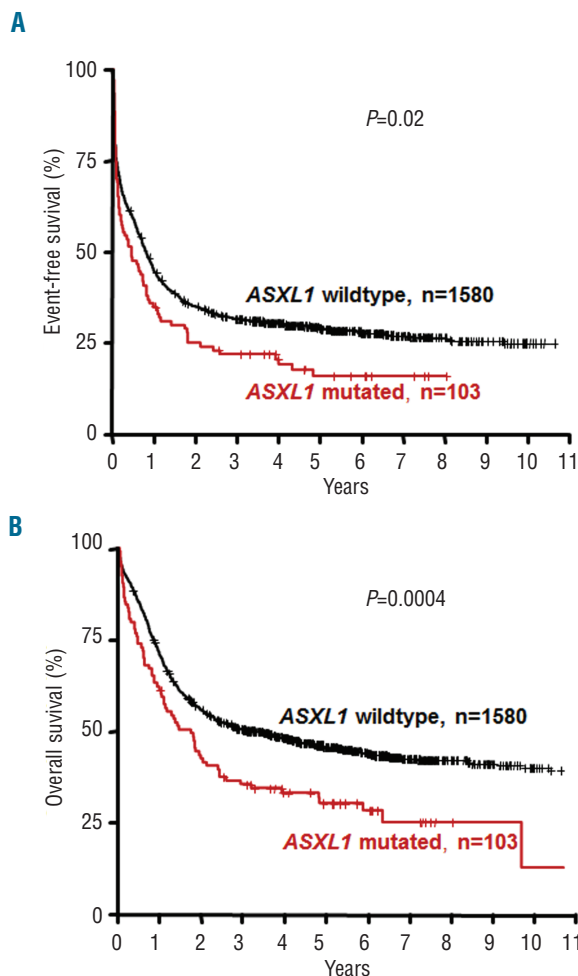 A
100
75
50
25
0
Event-free suvival (%)
P=0.02
ASXL1 wildtype, n=1580
ASXL1 mutated, n=103
0 1 2 3 4 5 6 7 8 9 10 11
Years
B
100
75
50
25
0
Overall suvival (%)
P=0.0004
ASXL1 wildtype, n=1580
ASXL1 mutated, n=103
0 1 2 3 4 5 6 7 8 9 10 11
Years